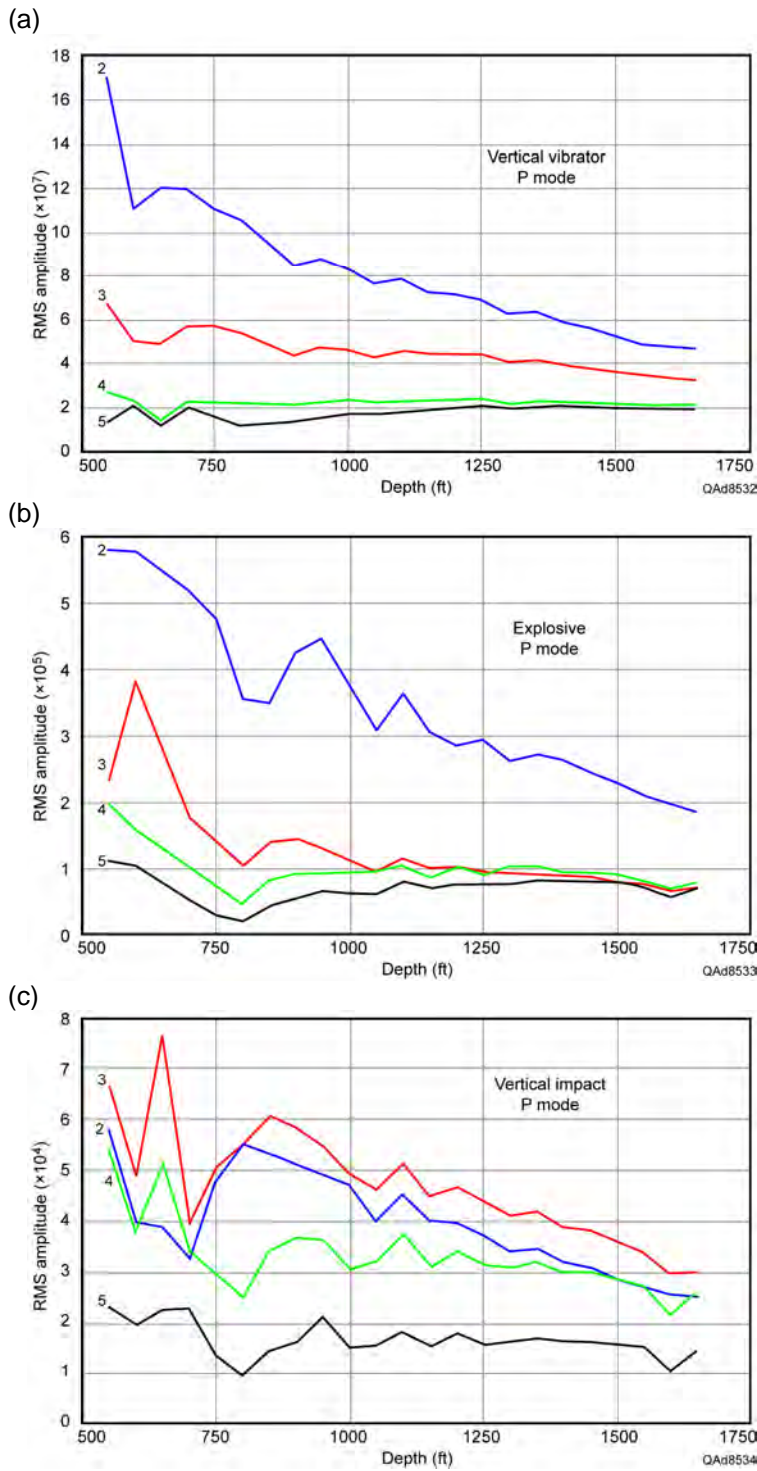 (a)
18
16
14
12
10
8
6
4
2
0
RMS amplitude (×10⁷)
2
3
4
5
Vertical vibrator
P mode
500 750 1000 1250 1500 1750
Depth (ft)
QAd8532
(b)
6
5
4
3
2
1
0
RMS amplitude (×10⁵)
2
3
4
5
Explosive
P mode
500 750 1000 1250 1500 1750
Depth (ft)
QAd8533
(c)
8
7
6
5
4
3
2
1
0
RMS amplitude (×10⁴)
3
2
4
5
Vertical impact
P mode
500 750 1000 1250 1500 1750
Depth (ft)
QAd8534